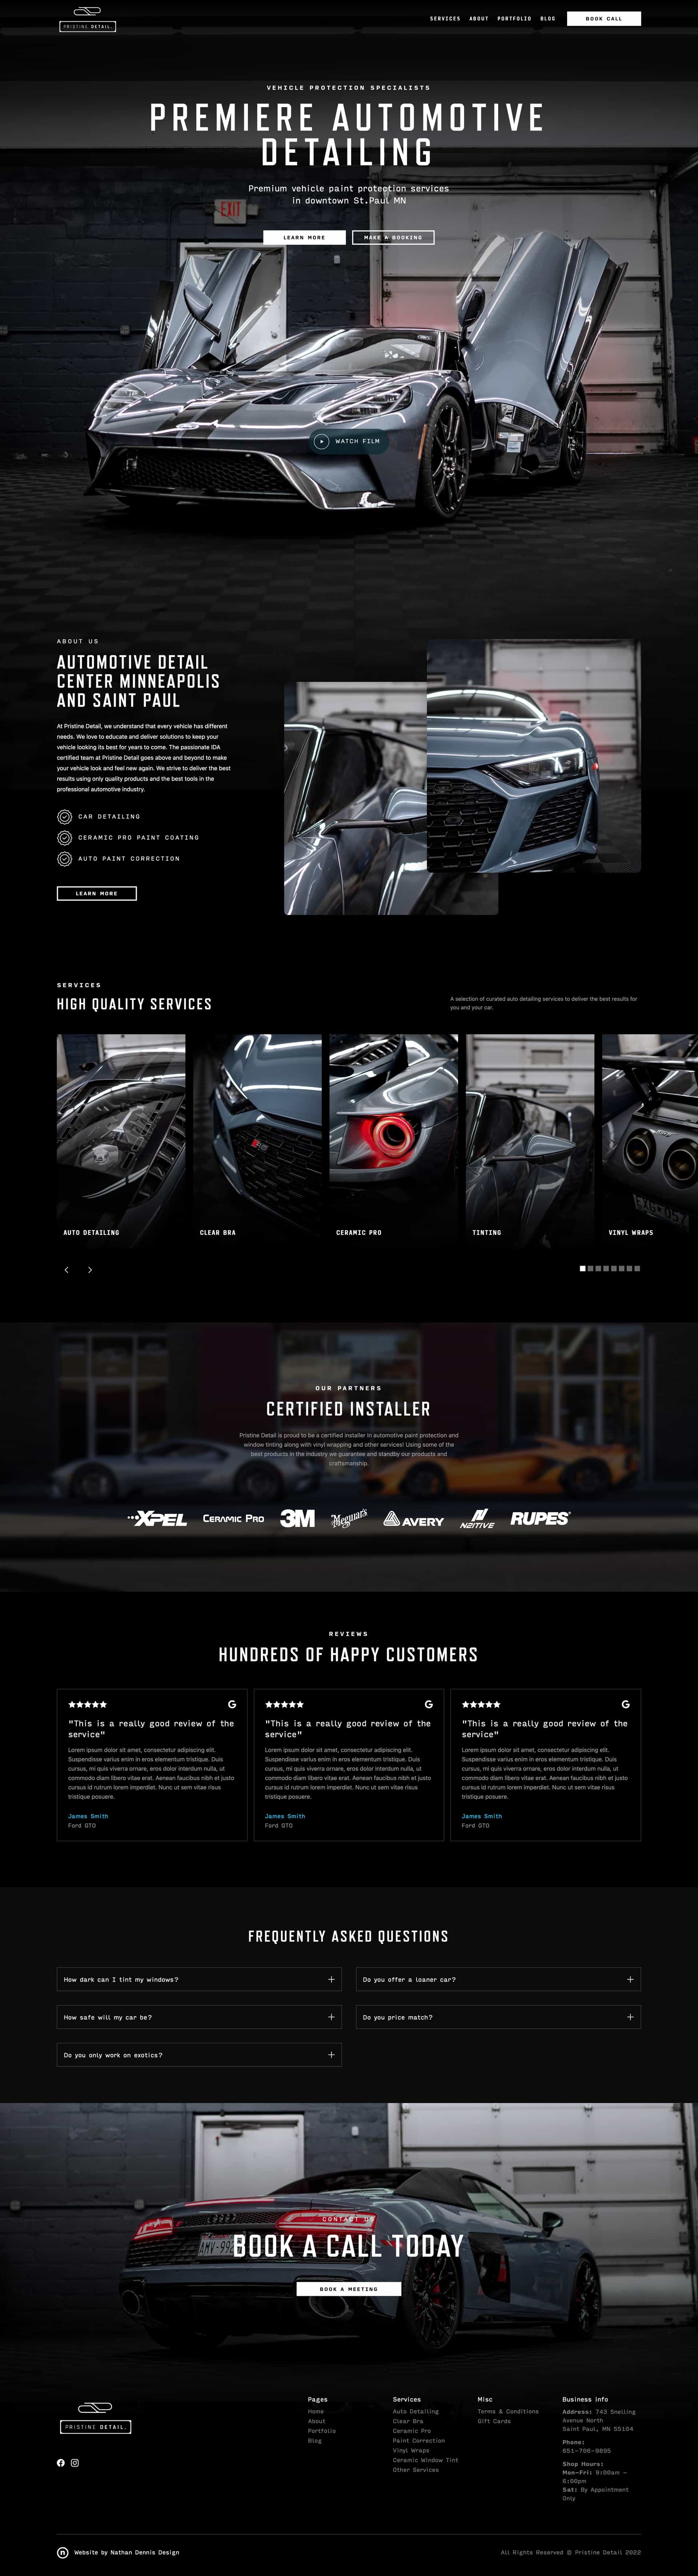 PRISTINE DETAIL.
SERVICES ABOUT PORTFOLIO BLOG BOOK CALL
VEHICLE PROTECTION SPECIALISTS
PREMIERE AUTOMOTIVE
DETAILING
Premium vehicle paint protection services
in downtown St.Paul MN
EXIT
LEARN MORE MAKE A BOOKING
WATCH FILM
ABOUT US
AUTOMOTIVE DETAIL
CENTER MINNEAPOLIS
AND SAINT PAUL
At Pristine Detail, we understand that every vehicle has different
needs. We love to educate and deliver solutions to keep your
vehicle looking its best for years to come. The passionate IDA
certified team at Pristine Detail goes above and beyond to make
your vehicle look and feel new again. We strive to deliver the best
results using only quality products and the best tools in the
professional automotive industry.
CAR DETAILING
CERAMIC PRO PAINT COATING
AUTO PAINT CORRECTION
LEARN MORE
SERVICES
HIGH QUALITY SERVICES
A selection of curated auto detailing services to deliver the best results for
you and your car.
AUTO DETAILING
CLEAR BRA
CERAMIC PRO
TINTING
VINYL WRAPS
OUR PARTNERS
CERTIFIED INSTALLER
Pristine Detail is proud to be a certified installer in automotive paint protection and
window tinting along with vinyl wrapping and other services! Using some of the
best products in the industry we guarantee and standby our products and
craftsmanship.
XPEL CERAMIC PRO 3M Meguiar's AVERY N2ITIVE RUPES
REVIEWS
HUNDREDS OF HAPPY CUSTOMERS
G
"This is a really good review of the
service"
Lorem ipsum dolor sit amet, consectetur adipiscing elit.
Suspendisse varius enim in eros elementum tristique. Duis
cursus, mi quis viverra ornare, eros dolor interdum nulla, ut
commodo diam libero vitae erat. Aenean faucibus nibh et justo
cursus id rutrum lorem imperdiet. Nunc ut sem vitae risus
tristique posuere.
James Smith
Ford GTO
G
"This is a really good review of the
service"
Lorem ipsum dolor sit amet, consectetur adipiscing elit.
Suspendisse varius enim in eros elementum tristique. Duis
cursus, mi quis viverra ornare, eros dolor interdum nulla, ut
commodo diam libero vitae erat. Aenean faucibus nibh et justo
cursus id rutrum lorem imperdiet. Nunc ut sem vitae risus
tristique posuere.
James Smith
Ford GTO
G
"This is a really good review of the
service"
Lorem ipsum dolor sit amet, consectetur adipiscing elit.
Suspendisse varius enim in eros elementum tristique. Duis
cursus, mi quis viverra ornare, eros dolor interdum nulla, ut
commodo diam libero vitae erat. Aenean faucibus nibh et justo
cursus id rutrum lorem imperdiet. Nunc ut sem vitae risus
tristique posuere.
James Smith
Ford GTO
FREQUENTLY ASKED QUESTIONS
How dark can I tint my windows?
Do you offer a loaner car?
How safe will my car be?
Do you price match?
Do you only work on exotics?
CONTACT US
BOOK A CALL TODAY
BOOK A MEETING
PRISTINE DETAIL.
Pages
Home
About
Portfolio
Blog
Services
Auto Detailing
Clear Bra
Ceramic Pro
Paint Correction
Vinyl Wraps
Ceramic Window Tint
Other Services
Misc
Terms & Conditions
Gift Cards
Business info
Address: 743 Snelling
Avenue North
Saint Paul, MN 55104
Phone:
651-706-9895
Shop Hours:
Mon-Fri: 9:00am –
6:00pm
Sat: By Appointment
Only
n Website by Nathan Dennis Design
All Rights Reserved © Pristine Detail 2022